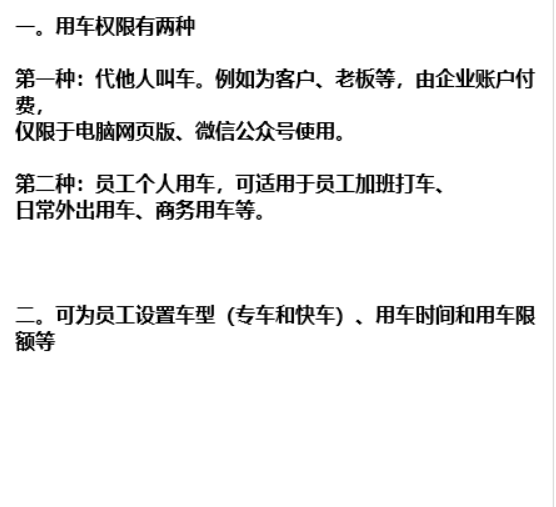 一。用车权限有两种
第一种：代他人叫车。例如为客户、老板等，由企业账户付
费，
仅限于电脑网页版、微信公众号使用。
第二种：员工个人用车，可适用于员工加班打车、
日常外出用车、商务用车等。
二。可为员工设置车型（专车和快车）、用车时间和用车限
额等